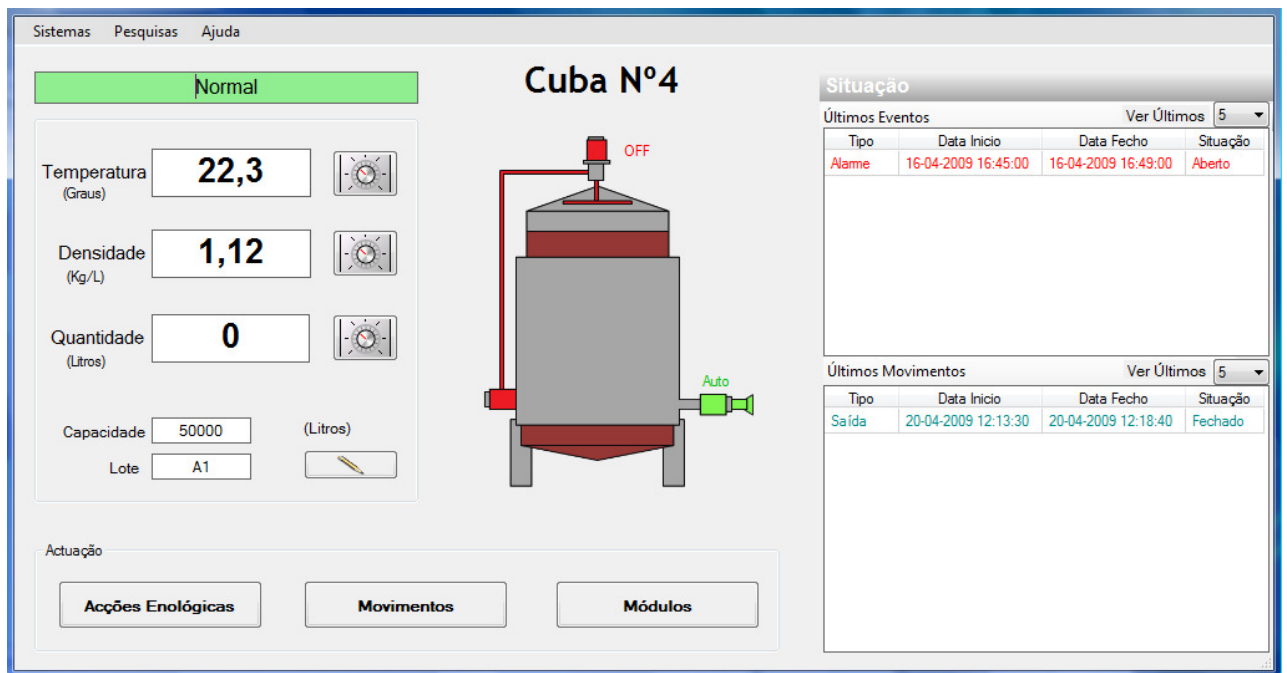 Sistemas Pesquisas Ajuda
Normal
Cuba Nº4
Temperatura
(Graus)
22,3
Densidade
(Kg/L)
1,12
Quantidade
(Litros)
0
Capacidade 50000 (Litros)
Lote A1
OFF
Auto
Situação
Últimos Eventos Ver Últimos 5
Tipo Data Inicio Data Fecho Situação
Alarme 16-04-2009 16:45:00 16-04-2009 16:49:00 Aberto
Últimos Movimentos Ver Últimos 5
Tipo Data Inicio Data Fecho Situação
Saída 20-04-2009 12:13:30 20-04-2009 12:18:40 Fechado
Actuação
Acções Enológicas Movimentos Módulos